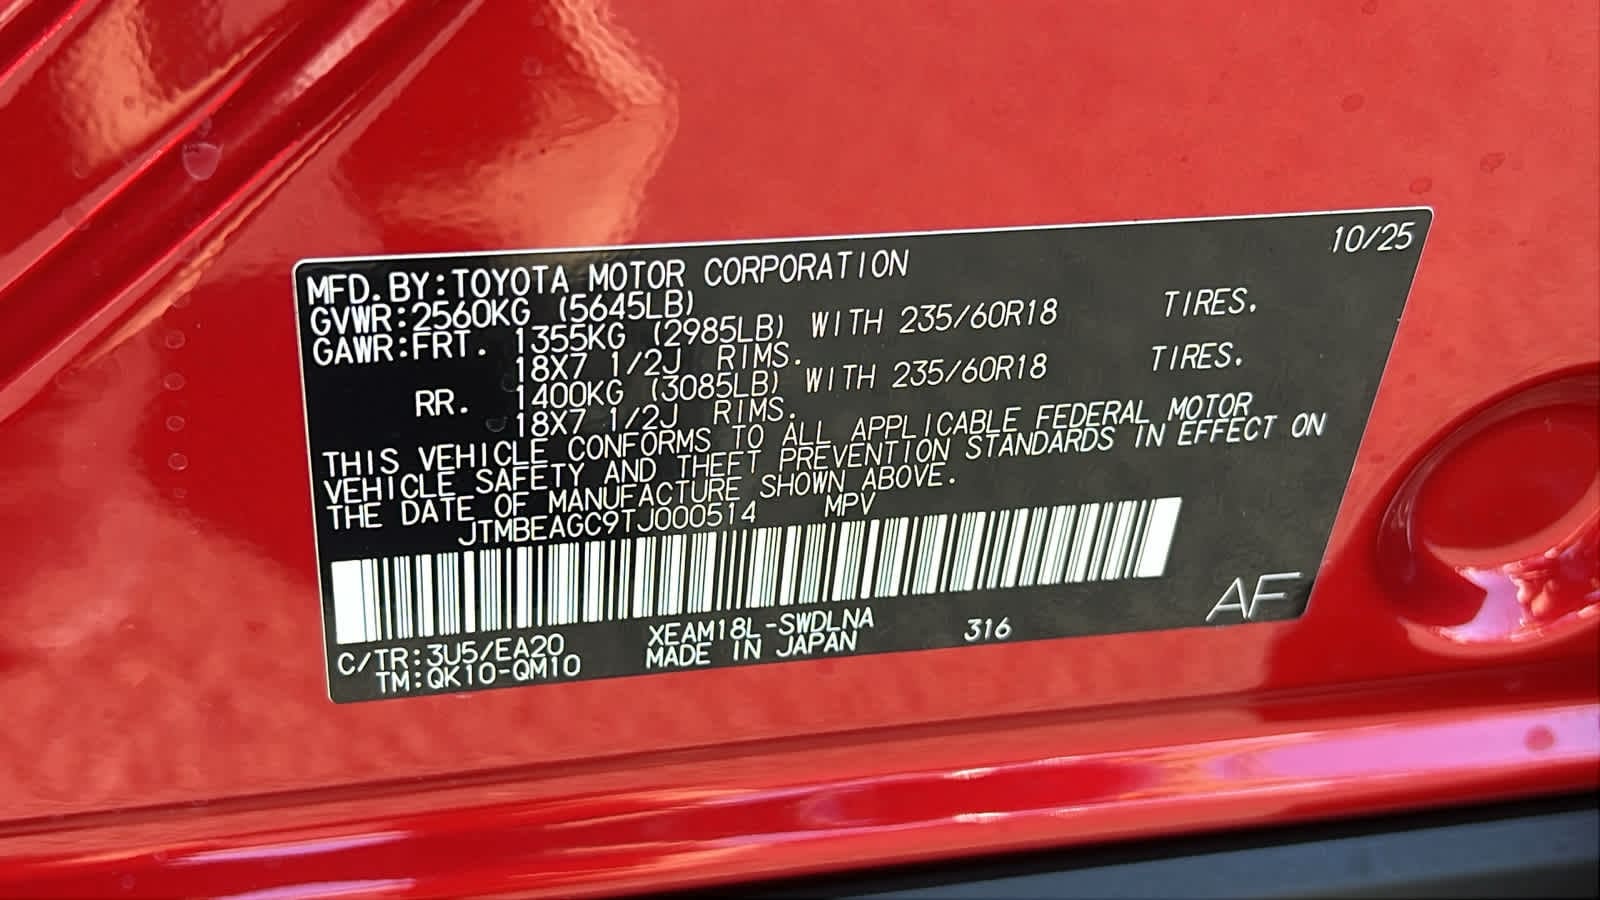 10/25
MFD.BY:TOYOTA MOTOR CORPORATION
GVWR:2560KG (5645LB)
GAWR:FRT. 1355KG (2985LB) WITH 235/60R18 TIRES.
18X7 1/2J RIMS.
RR. 1400KG (3085LB) WITH 235/60R18 TIRES.
18X7 1/2J RIMS.
THIS VEHICLE CONFORMS TO ALL APPLICABLE FEDERAL MOTOR
VEHICLE SAFETY AND THEFT PREVENTION STANDARDS IN EFFECT ON
THE DATE OF MANUFACTURE SHOWN ABOVE.
JTMBEAGC9TJ000514 MPV
C/TR:3U5/EA20 XEAM18L-SWDLNA 316 AF
TM:QK10-QM10 MADE IN JAPAN